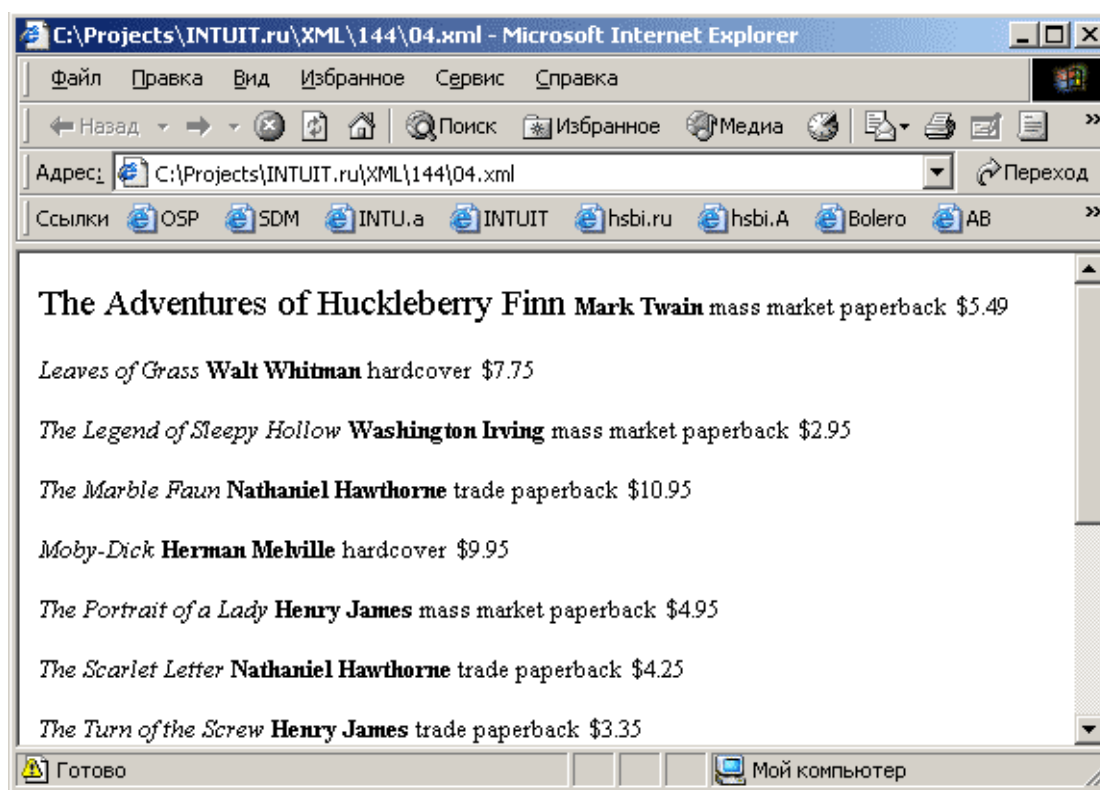 C:\Projects\INTUIT.ru\XML\144\04.xml - Microsoft Internet Explorer
Файл Правка Вид Избранное Сервис Справка
Назад Поиск Избранное Медиа »
Адрес: C:\Projects\INTUIT.ru\XML\144\04.xml Переход
Ссылки OSP SDM INTU.a INTUIT hsbi.ru hsbi.A Bolero AB »
The Adventures of Huckleberry Finn Mark Twain mass market paperback $5.49
Leaves of Grass Walt Whitman hardcover $7.75
The Legend of Sleepy Hollow Washington Irving mass market paperback $2.95
The Marble Faun Nathaniel Hawthorne trade paperback $10.95
Moby-Dick Herman Melville hardcover $9.95
The Portrait of a Lady Henry James mass market paperback $4.95
The Scarlet Letter Nathaniel Hawthorne trade paperback $4.25
The Turn of the Screw Henry James trade paperback $3.35
Готово Мой компьютер